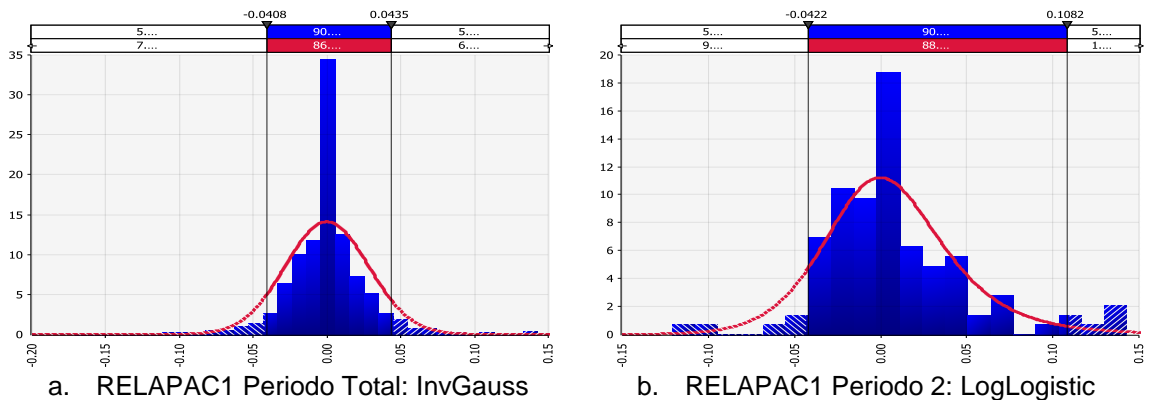 -0.0408 0.0435
5.... 90.... 5....
7.... 86.... 6....
35
30
25
20
15
10
5
0
-0.20 -0.15 -0.10 -0.05 0.00 0.05 0.10 0.15
a. RELAPAC1 Periodo Total: InvGauss
-0.0422 0.1082
5.... 90.... 5....
9.... 88.... 1....
20
18
16
14
12
10
8
6
4
2
0
-0.15 -0.10 -0.05 0.00 0.05 0.10 0.15
b. RELAPAC1 Periodo 2: LogLogistic